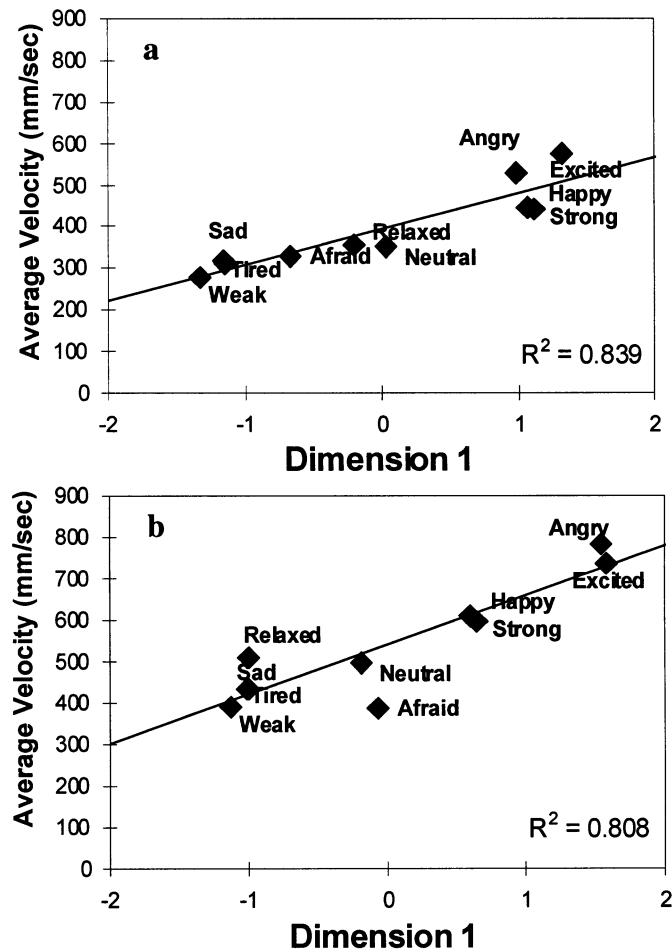 900
a
800
700
600
Angry
Excited
500
Happy
Strong
400
Sad
Relaxed
Tired
Afraid
Neutral
300
Weak
200
100
R² = 0.839
0
-2
-1
0
1
2
Average Velocity (mm/sec)
Dimension 1
900
b
800
Angry
700
Excited
600
Happy
Strong
Relaxed
500
Sad
Neutral
Tired
400
Weak
Afraid
300
200
100
R² = 0.808
0
-2
-1
0
1
2
Average Velocity (mm/sec)
Dimension 1